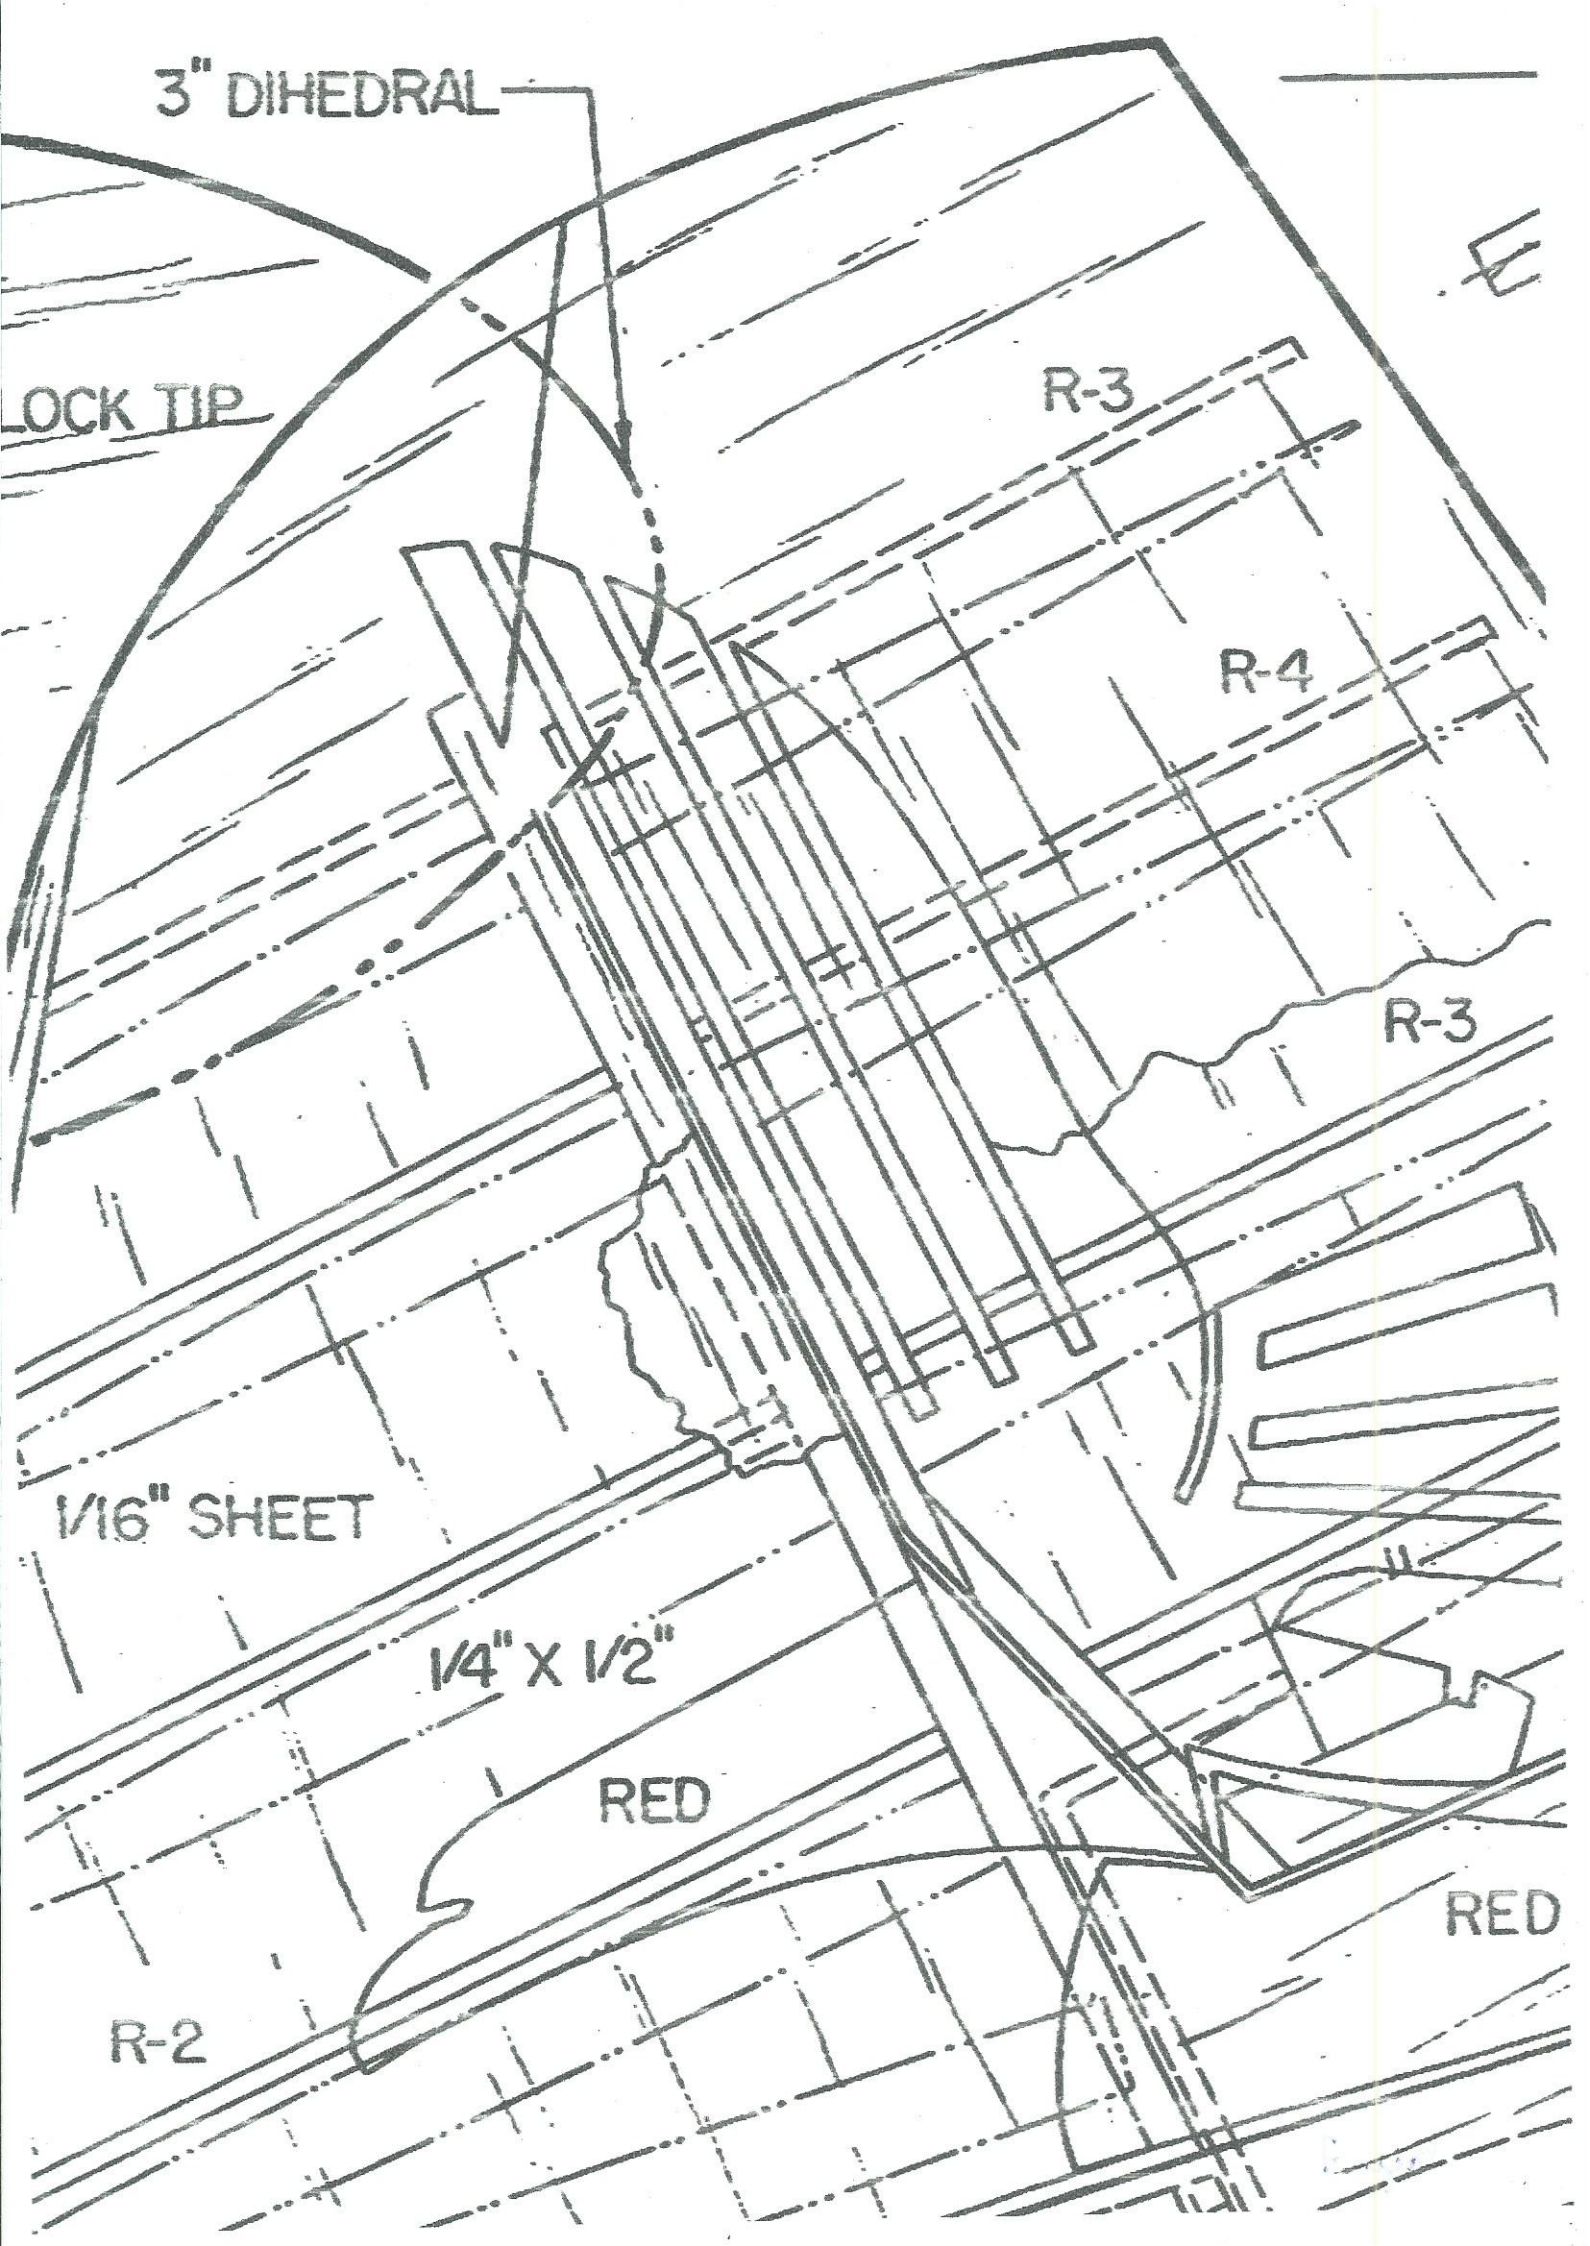 3" DIHEDRAL
LOCK TIP
R-3
R-4
R-3
1/16" SHEET
1/4" X 1/2"
RED
RED
R-2